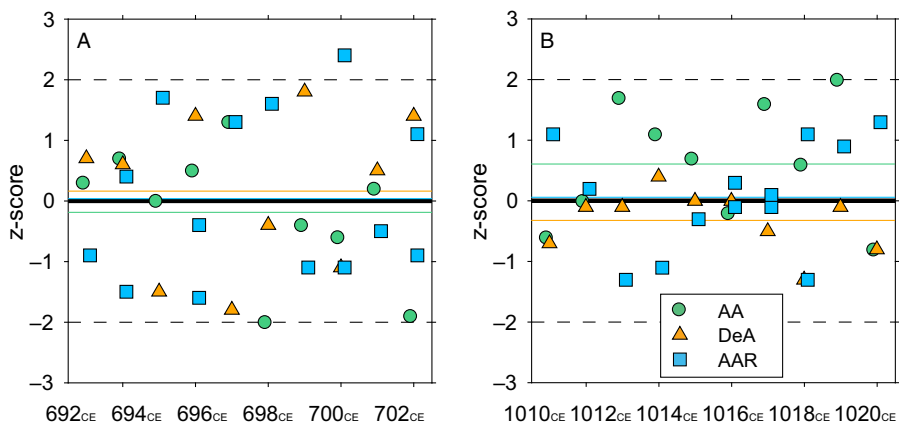 A
z-score
3
2
1
0
−1
−2
−3
692CE 694CE 696CE 698CE 700CE 702CE
B
z-score
3
2
1
0
−1
−2
−3
AA
DeA
AAR
1010CE 1012CE 1014CE 1016CE 1018CE 1020CE